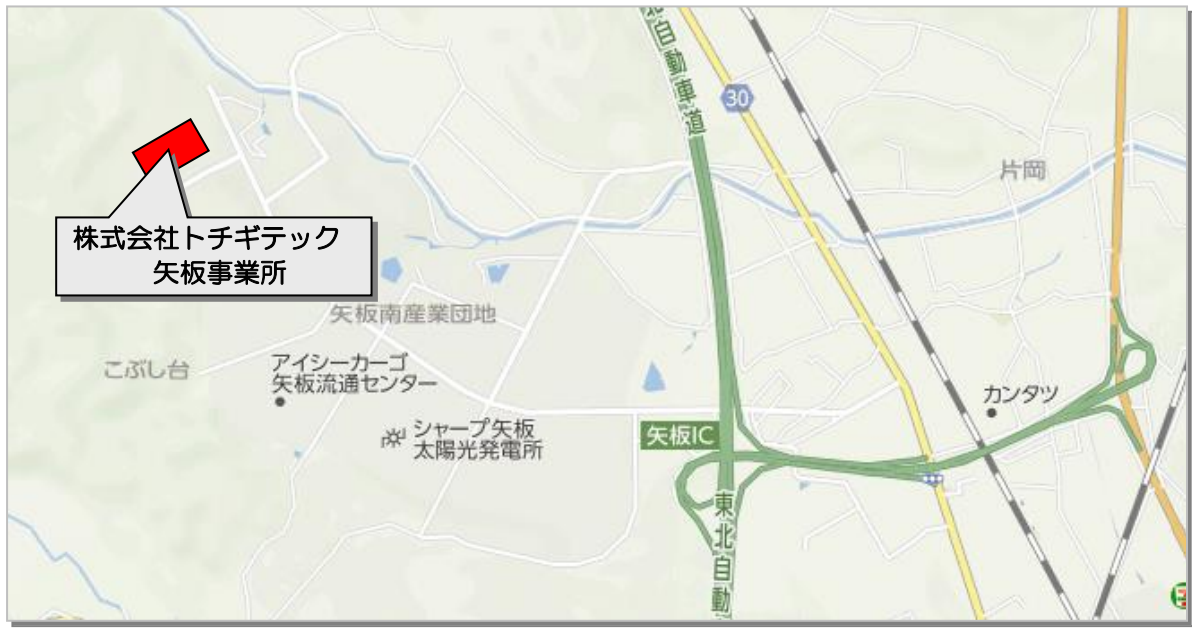 北自動車道
30
片岡
株式会社トチギテック
矢板事業所
矢板南産業団地
こぶし台
アイシーカーゴ
矢板流通センター
カンタツ
シャープ矢板
太陽光発電所
矢板IC
東北自動